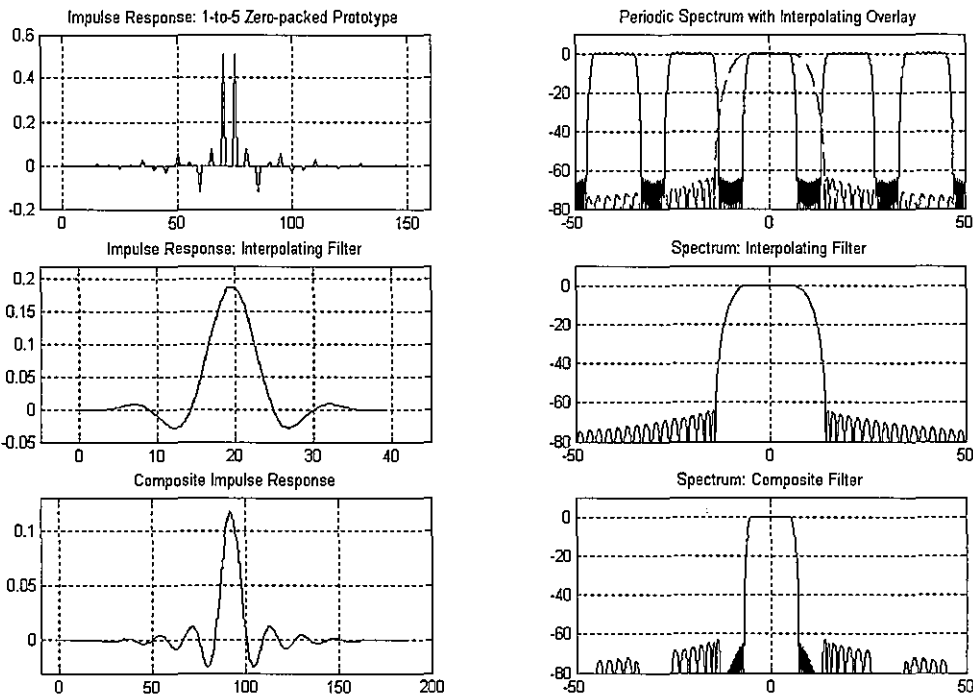 Impulse Response: 1-to-5 Zero-packed Prototype
0.6
0.4
0.2
0
-0.2
0 50 100 150
Periodic Spectrum with Interpolating Overlay
0
-20
-40
-60
-80
-50 0 50
Impulse Response: Interpolating Filter
0.2
0.15
0.1
0.05
0
-0.05
0 10 20 30 40
Spectrum: Interpolating Filter
0
-20
-40
-60
-80
-50 0 50
Composite Impulse Response
0.1
0.05
0
0 50 100 150 200
Spectrum: Composite Filter
0
-20
-40
-60
-80
-50 0 50